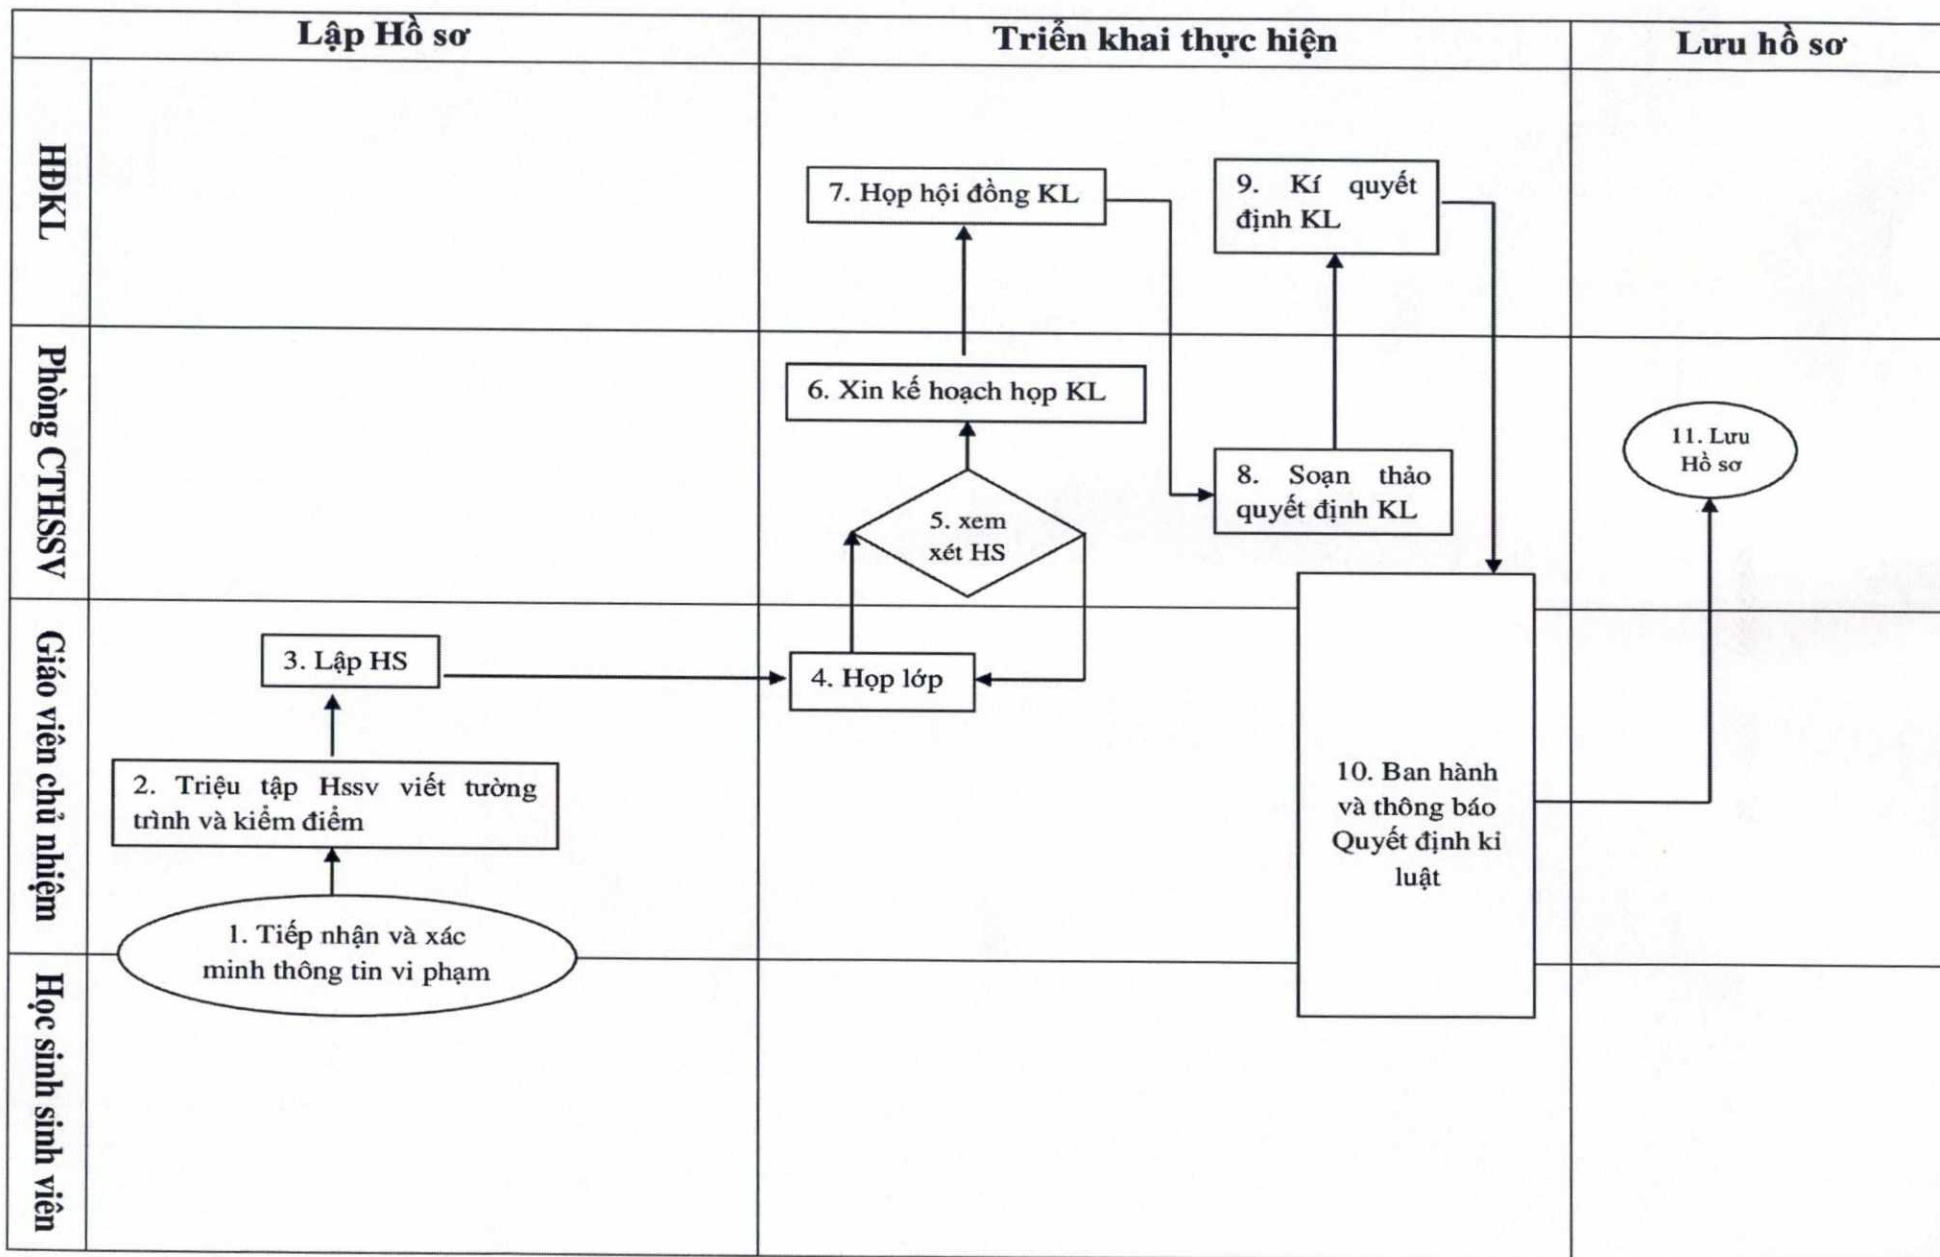 Lập Hồ sơ
Triển khai thực hiện
Lưu hồ sơ
HĐKL
7. Họp hội đồng KL
9. Kí quyết
định KL
Phòng CTHSSV
6. Xin kế hoạch họp KL
5. xem
xét HS
8. Soạn thảo
quyết định KL
11. Lưu
Hồ sơ
Giáo viên chủ nhiệm
3. Lập HS
4. Họp lớp
2. Triệu tập Hssv viết tường
trình và kiểm điểm
10. Ban hành
và thông báo
Quyết định kỉ
luật
1. Tiếp nhận và xác
minh thông tin vi phạm
Học sinh sinh viên